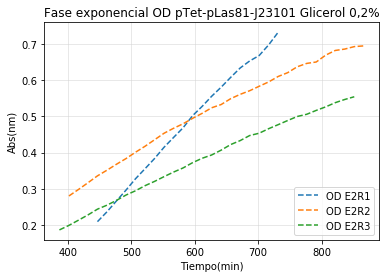 Fase exponencial OD pTet-pLas81-J23101 Glicerol 0,2%
Abs(nm)
0.7
0.6
0.5
0.4
0.3
0.2
400 500 600 700 800
Tiempo(min)
OD E2R1
OD E2R2
OD E2R3